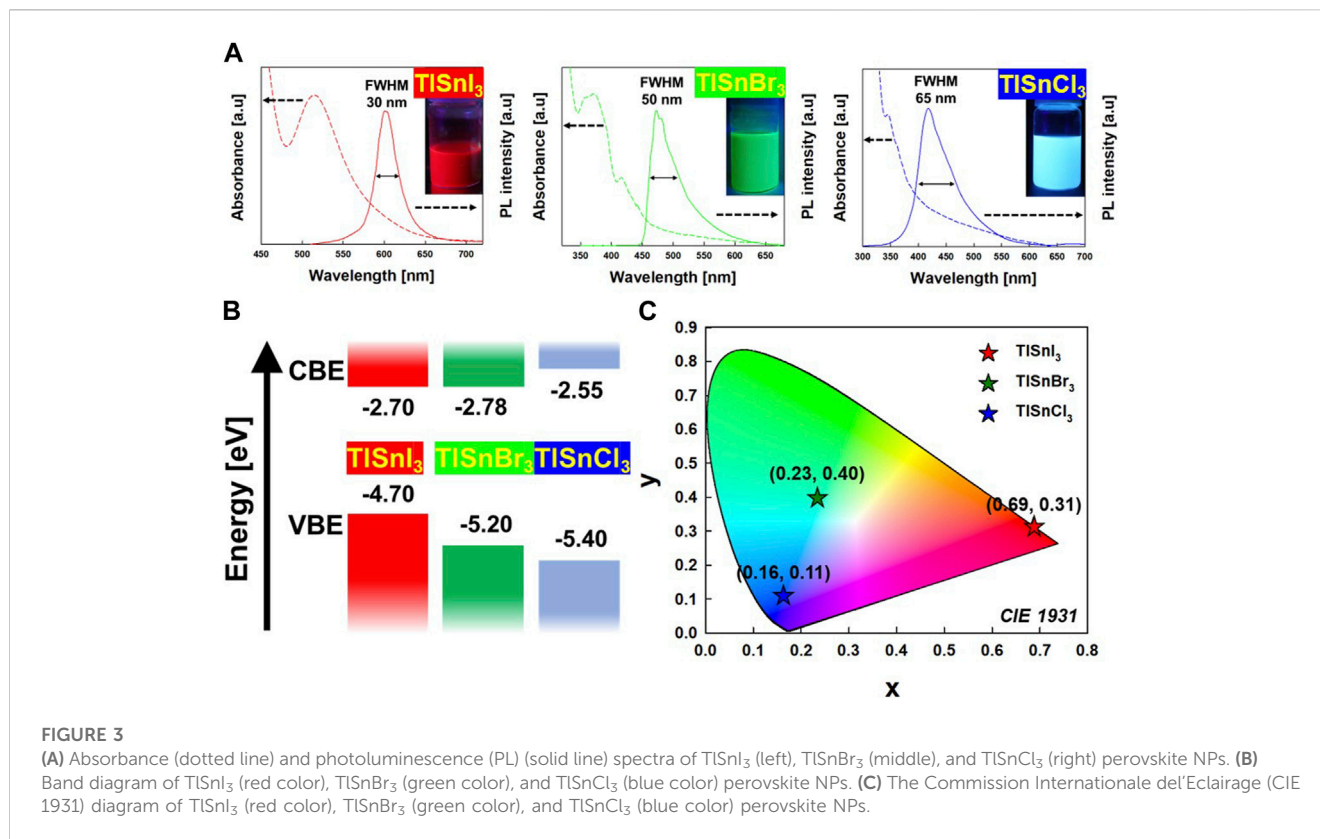 A
Absorbance [a.u]
FWHM
30 nm
TlSnI₃
PL intensity [a.u]
450 500 550 600 650 700
Wavelength [nm]
Absorbance [a.u]
FWHM
50 nm
TlSnBr₃
PL intensity [a.u]
350 400 450 500 550 600 650
Wavelength [nm]
Absorbance [a.u]
FWHM
65 nm
TlSnCl₃
PL intensity [a.u]
300 350 400 450 500 550 600 650 700
Wavelength [nm]
B
Energy [eV]
CBE
-2.70
-2.78
-2.55
TlSnI₃
TlSnBr₃
TlSnCl₃
VBE
-4.70
-5.20
-5.40
C
y
0.9
0.8
0.7
0.6
0.5
0.4
0.3
0.2
0.1
0.0
TlSnI₃
TlSnBr₃
TlSnCl₃
(0.23, 0.40)
(0.69, 0.31)
(0.16, 0.11)
CIE 1931
0.0 0.1 0.2 0.3 0.4 0.5 0.6 0.7 0.8
x
FIGURE 3
(A) Absorbance (dotted line) and photoluminescence (PL) (solid line) spectra of TlSnI₃ (left), TlSnBr₃ (middle), and TlSnCl₃ (right) perovskite NPs. (B)
Band diagram of TlSnI₃ (red color), TlSnBr₃ (green color), and TlSnCl₃ (blue color) perovskite NPs. (C) The Commission Internationale del'Eclairage (CIE
1931) diagram of TlSnI₃ (red color), TlSnBr₃ (green color), and TlSnCl₃ (blue color) perovskite NPs.